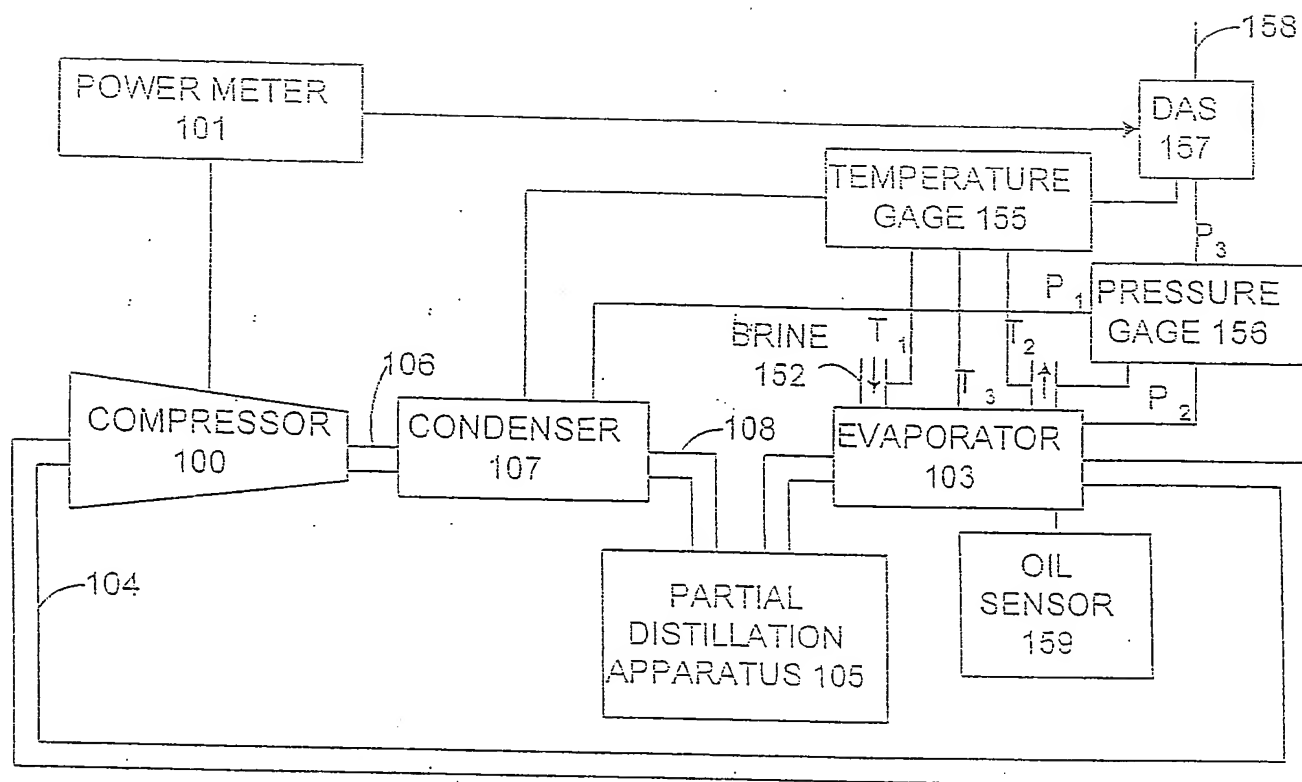 158
POWER METER
101
DAS
157
TEMPERATURE
GAGE 155
P3
P1
PRESSURE
GAGE 156
BRINE
152
T1
T2
T3
P2
106
COMPRESSOR
100
CONDENSER
107
108
EVAPORATOR
103
104
PARTIAL
DISTILLATION
APPARATUS 105
OIL
SENSOR
159